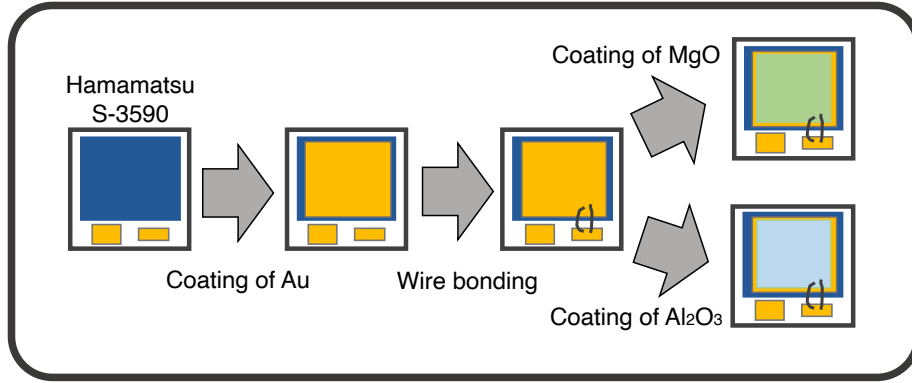 Hamamatsu
S-3590
Coating of Au
Wire bonding
Coating of MgO
Coating of Al₂O₃